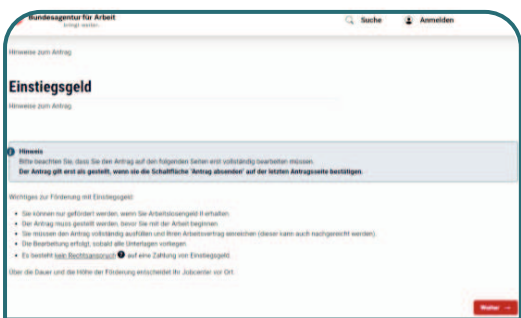 Bundesagentur für Arbeit
bringt weiter.
Suche
Anmelden
Hinweise zum Antrag
Einstiegsgeld
Hinweise zum Antrag
Hinweis
Bitte beachten Sie, dass Sie den Antrag auf den folgenden Seiten erst vollständig bearbeiten müssen.
Der Antrag gilt erst als gestellt, wenn sie die Schaltfläche 'Antrag absenden' auf der letzten Antragsseite bestätigen.
Wichtiges zur Förderung mit Einstiegsgeld:
Sie können nur gefördert werden, wenn Sie Arbeitslosengeld II erhalten.
Der Antrag muss gestellt werden, bevor Sie mit der Arbeit beginnen.
Sie müssen den Antrag vollständig ausfüllen und Ihren Arbeitsvertrag einreichen (dieser kann auch nachgereicht werden).
Die Bearbeitung erfolgt, sobald alle Unterlagen vorliegen.
Es besteht kein Rechtsanspruch ? auf eine Zahlung von Einstiegsgeld.
Über die Dauer und die Höhe der Förderung entscheidet Ihr Jobcenter vor Ort.
Weiter →